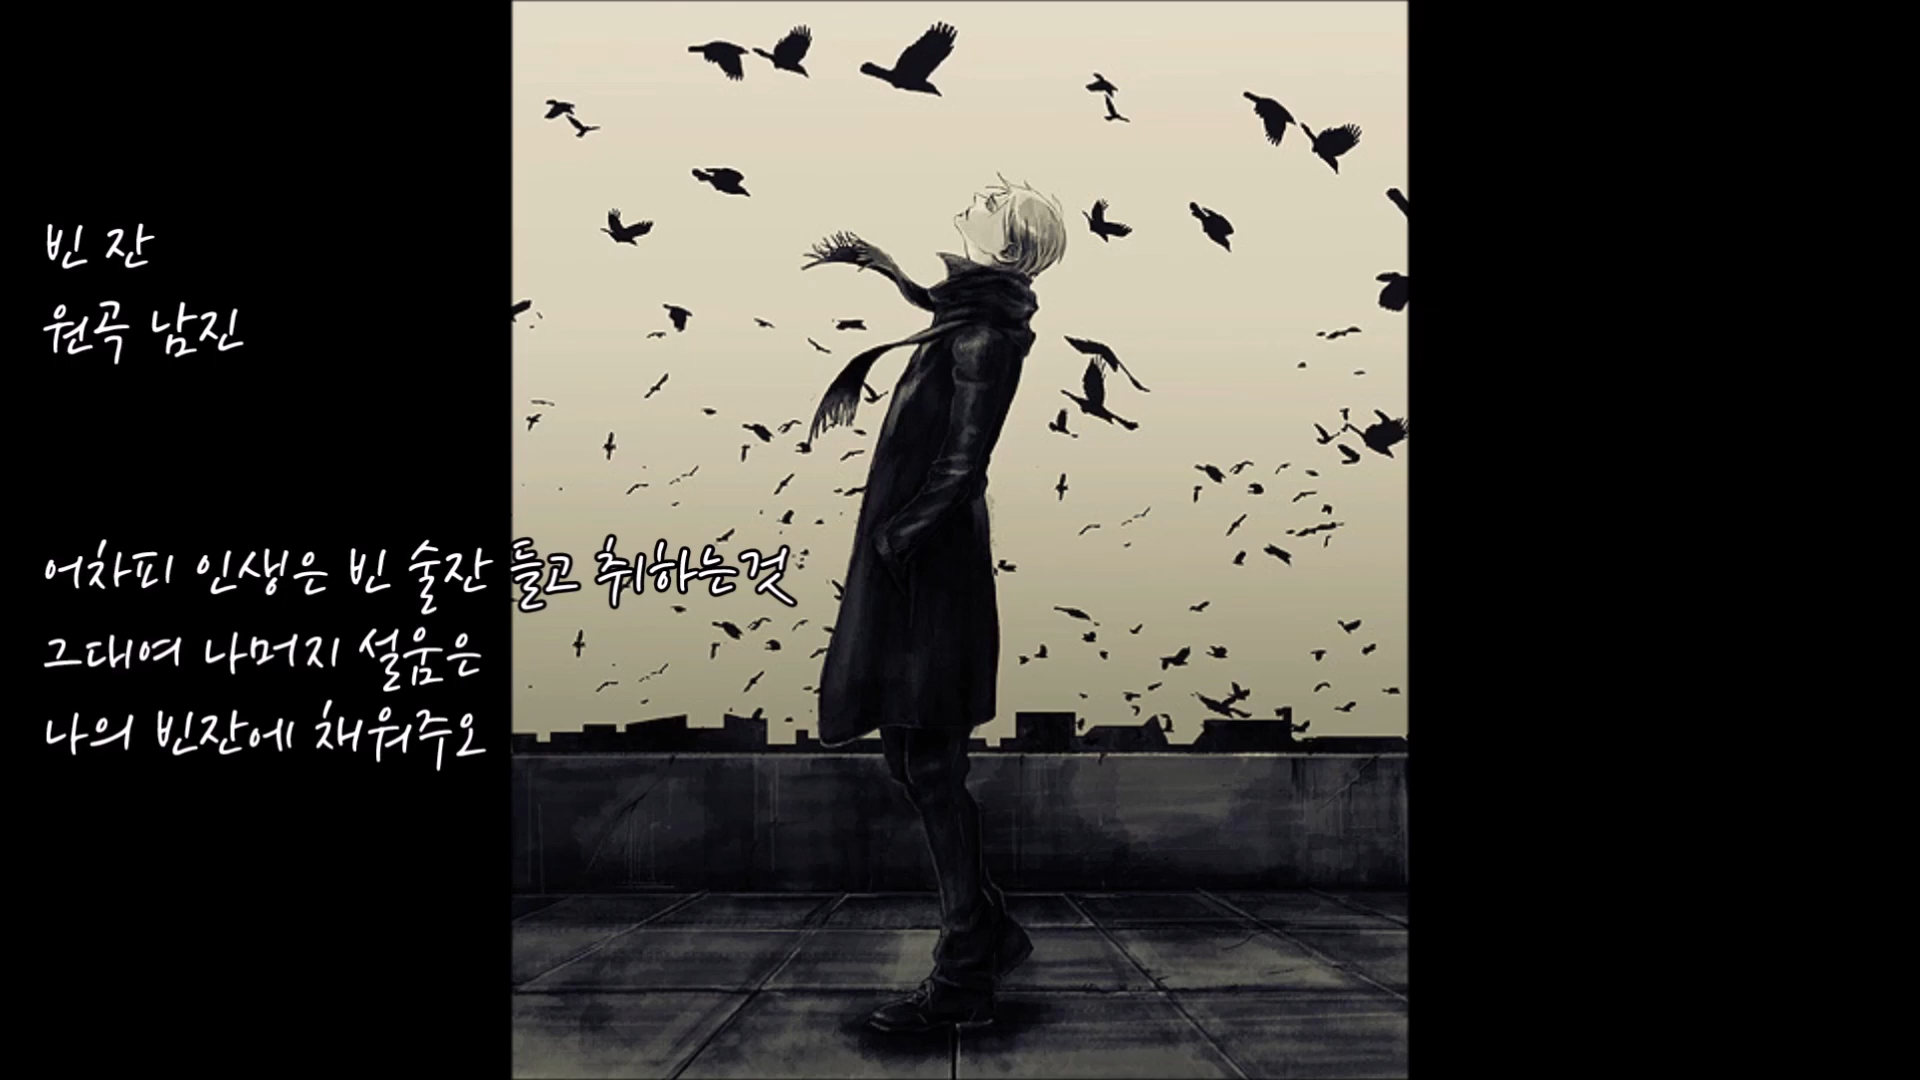 빈 잔
원곡 남진
어차피 인생은 빈 술잔 들고 취하는것
그대여 나머지 설움은
나의 빈잔에 채워주오